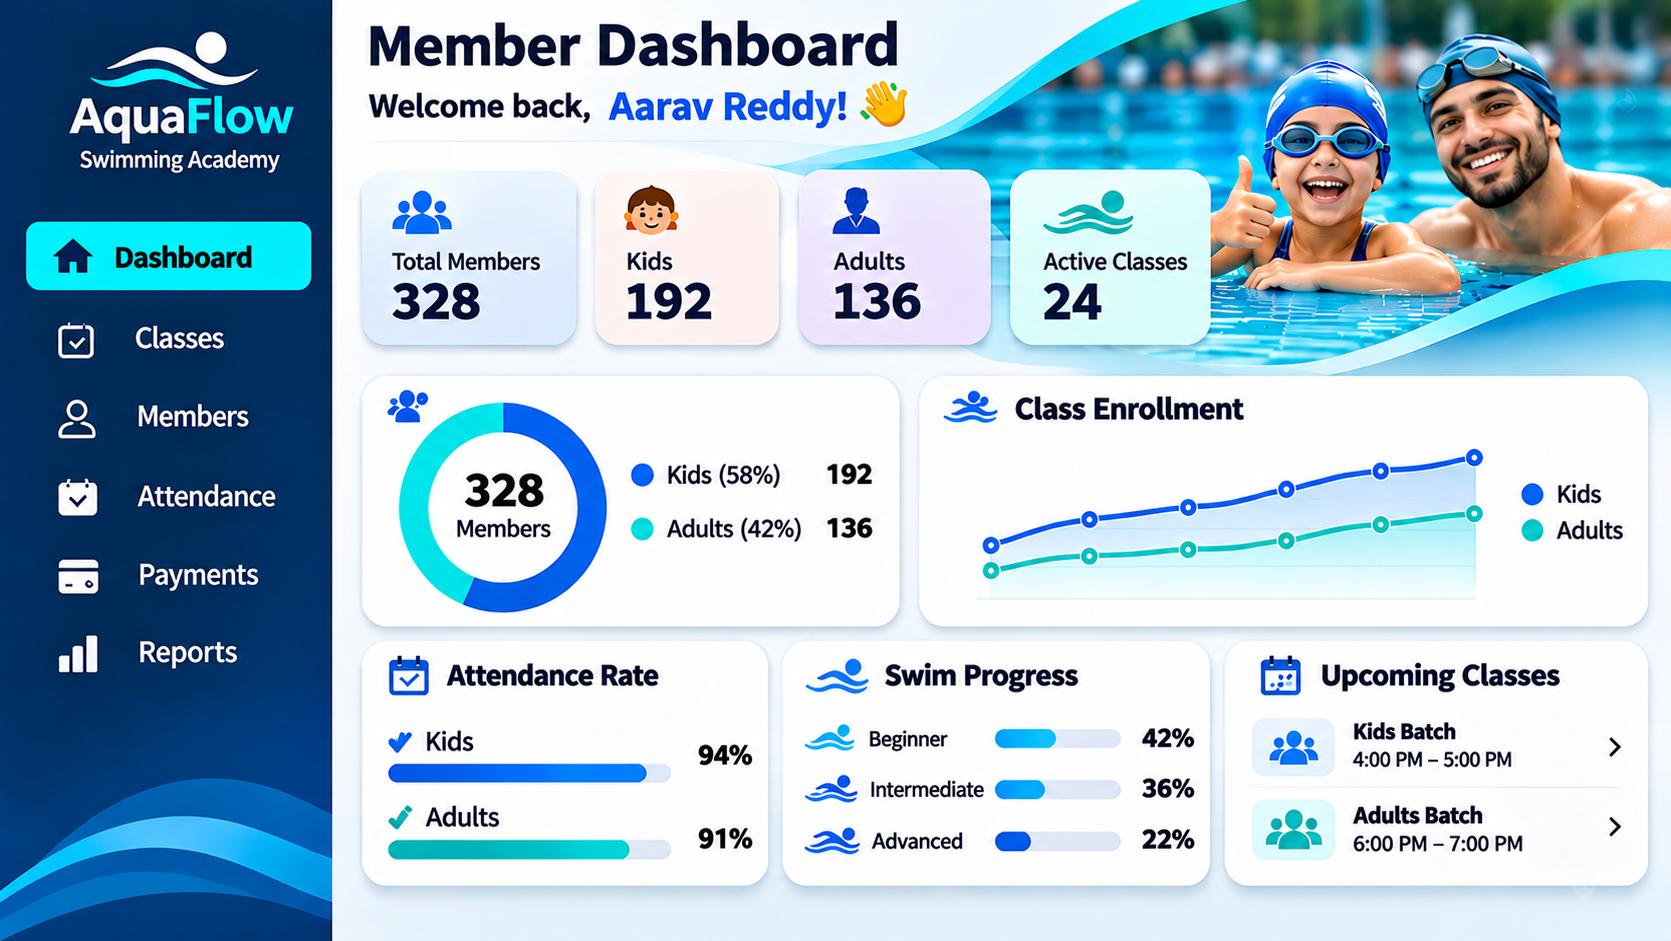 AquaFlow
Swimming Academy
Dashboard
Classes
Members
Attendance
Payments
Reports
Member Dashboard
Welcome back, Aarav Reddy! 👋
Total Members
328
Kids
192
Adults
136
Active Classes
24
328
Members
Kids (58%) 192
Adults (42%) 136
Class Enrollment
Kids
Adults
Attendance Rate
Kids
94%
Adults
91%
Swim Progress
Beginner 42%
Intermediate 36%
Advanced 22%
Upcoming Classes
Kids Batch
4:00 PM – 5:00 PM
Adults Batch
6:00 PM – 7:00 PM